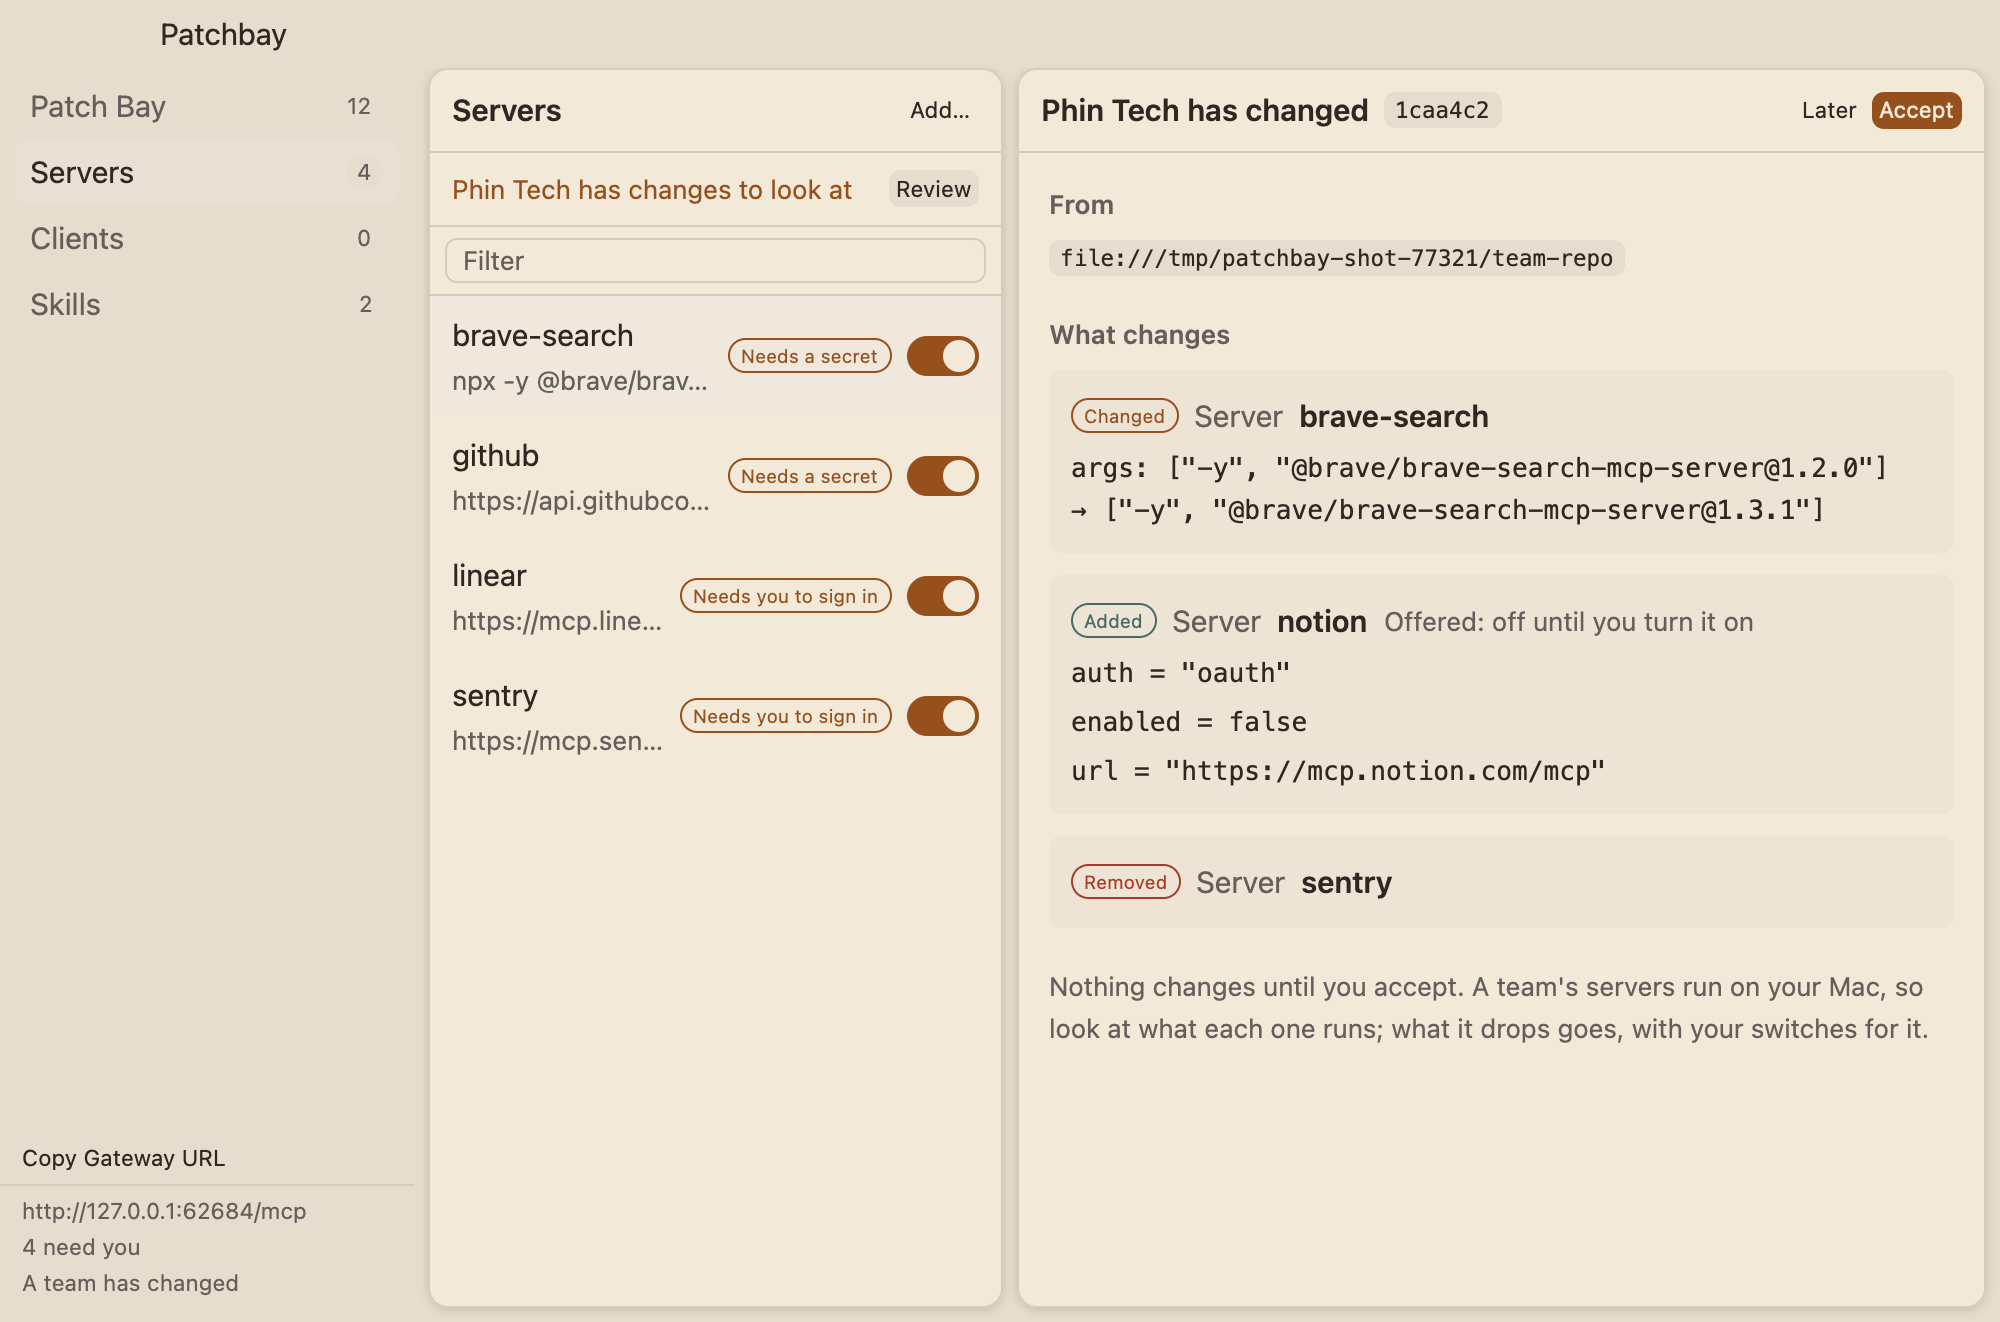 Patchbay
Patch Bay 12
Servers 4
Clients 0
Skills 2
Copy Gateway URL
http://127.0.0.1:62684/mcp
4 need you
A team has changed
Servers Add...
Phin Tech has changes to look at Review
Filter
brave-search
npx -y @brave/brav...
Needs a secret
github
https://api.githubco...
Needs a secret
linear
https://mcp.line...
Needs you to sign in
sentry
https://mcp.sen...
Needs you to sign in
Phin Tech has changed 1caa4c2 Later Accept
From
file:///tmp/patchbay-shot-77321/team-repo
What changes
Changed Server brave-search
args: ["-y", "@brave/brave-search-mcp-server@1.2.0"]
→ ["-y", "@brave/brave-search-mcp-server@1.3.1"]
Added Server notion Offered: off until you turn it on
auth = "oauth"
enabled = false
url = "https://mcp.notion.com/mcp"
Removed Server sentry
Nothing changes until you accept. A team's servers run on your Mac, so
look at what each one runs; what it drops goes, with your switches for it.